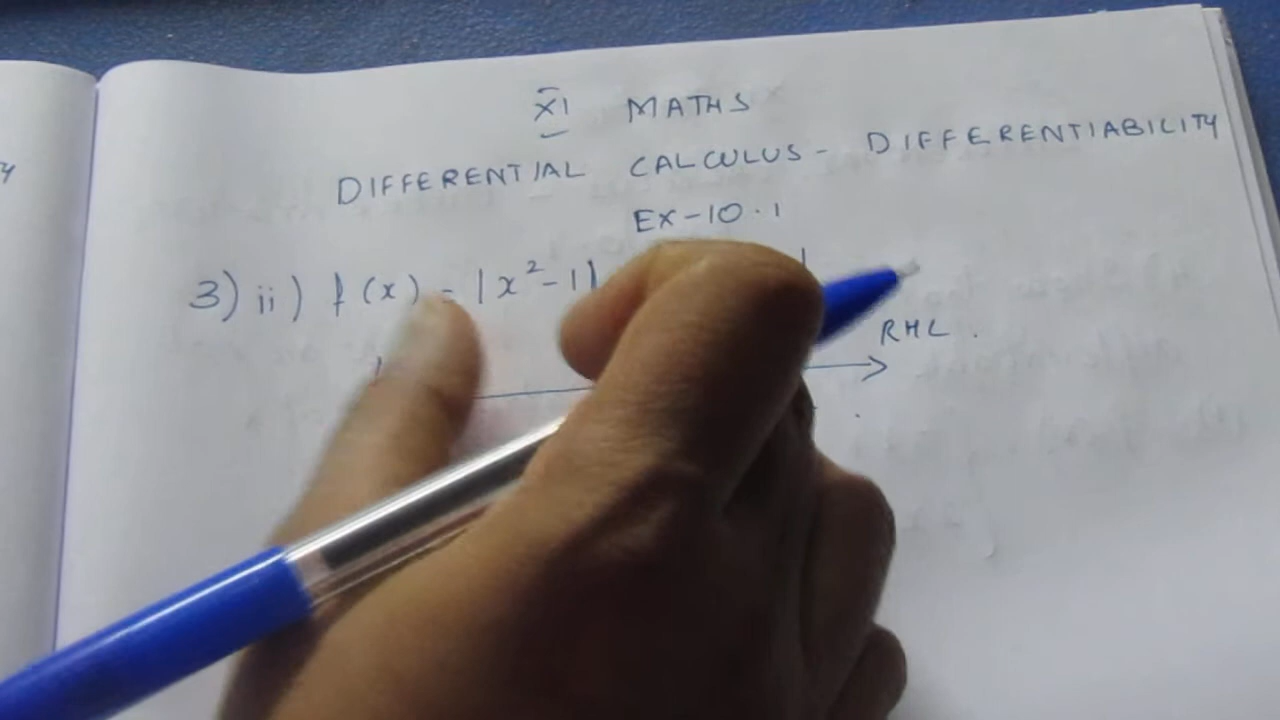 XI MATHS
DIFFERENTIAL CALCULUS - DIFFERENTIABILITY
EX-10.1
3) ii) f(x) = |x²-1|
RHL.